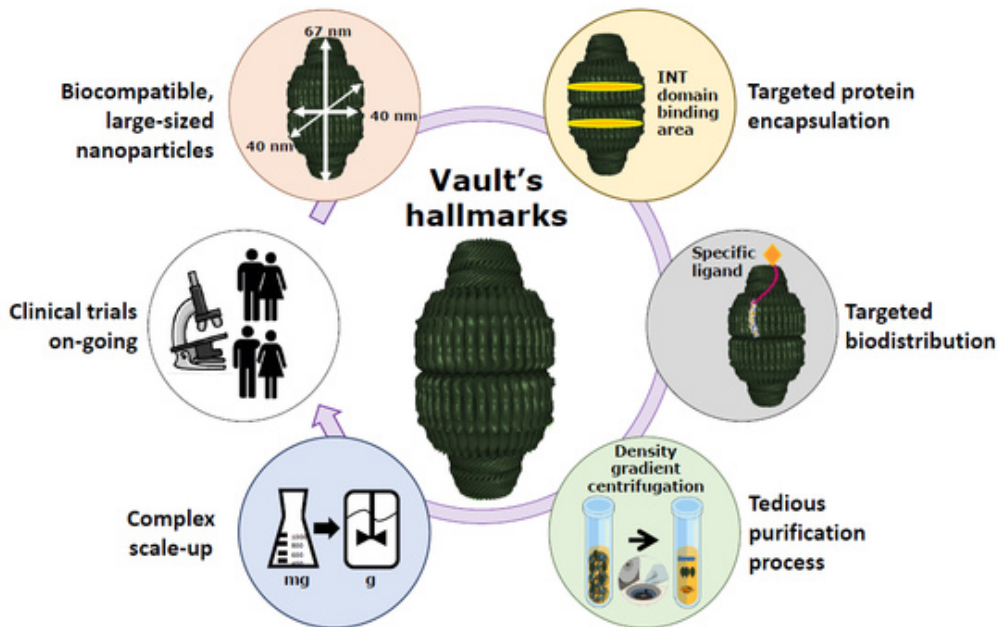 Vault's
hallmarks
67 nm
40 nm
40 nm
Biocompatible,
large-sized
nanoparticles
INT
domain
binding
area
Targeted protein
encapsulation
Specific
ligand
Targeted
biodistribution
Density
gradient
centrifugation
Tedious
purification
process
mg
g
Complex
scale-up
Clinical trials
on-going